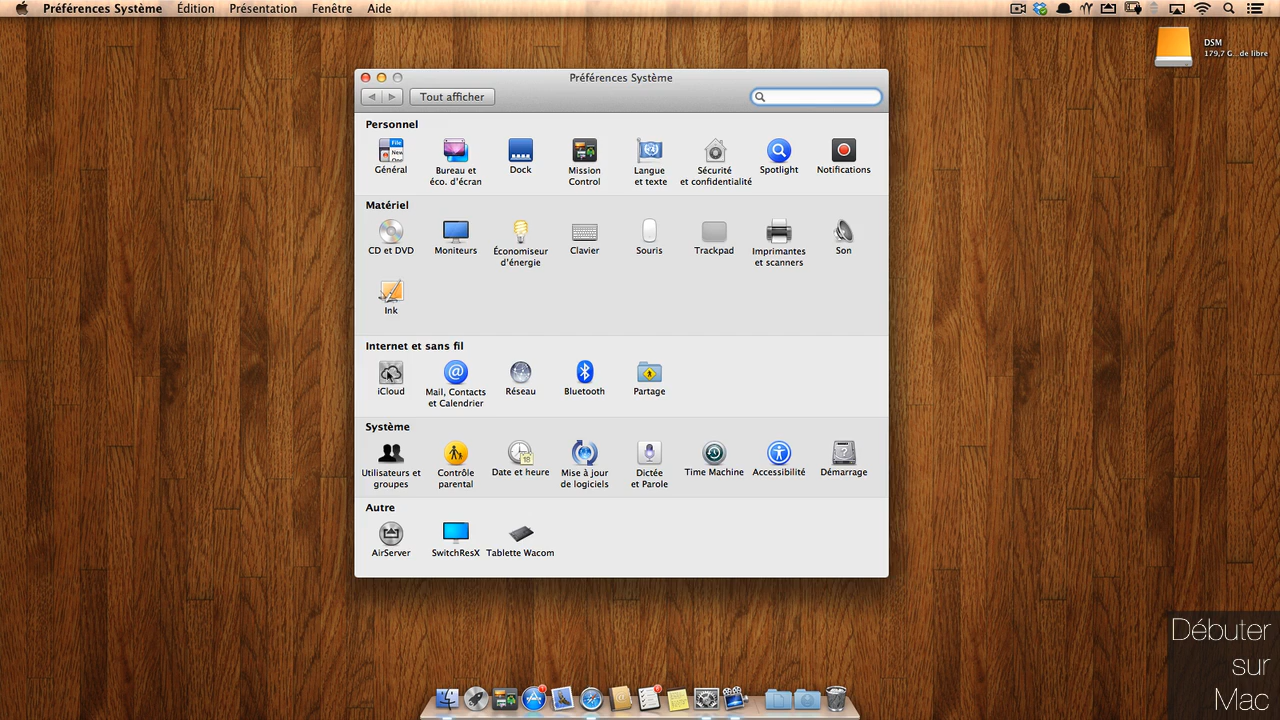 Préférences Système Édition Présentation Fenêtre Aide
DSM
179,7 G...de libre
Préférences Système
Tout afficher
Personnel
Général
Bureau et
éco. d'écran
Dock
Mission
Control
Langue
et texte
Sécurité
et confidentialité
Spotlight
Notifications
Matériel
CD et DVD
Moniteurs
Économiseur
d'énergie
Clavier
Souris
Trackpad
Imprimantes
et scanners
Son
Ink
Internet et sans fil
iCloud
Mail, Contacts
et Calendrier
Réseau
Bluetooth
Partage
Système
Utilisateurs et
groupes
Contrôle
parental
Date et heure
Mise à jour
de logiciels
Dictée
et Parole
Time Machine
Accessibilité
Démarrage
Autre
AirServer
SwitchResX
Tablette Wacom
Débuter
sur
Mac